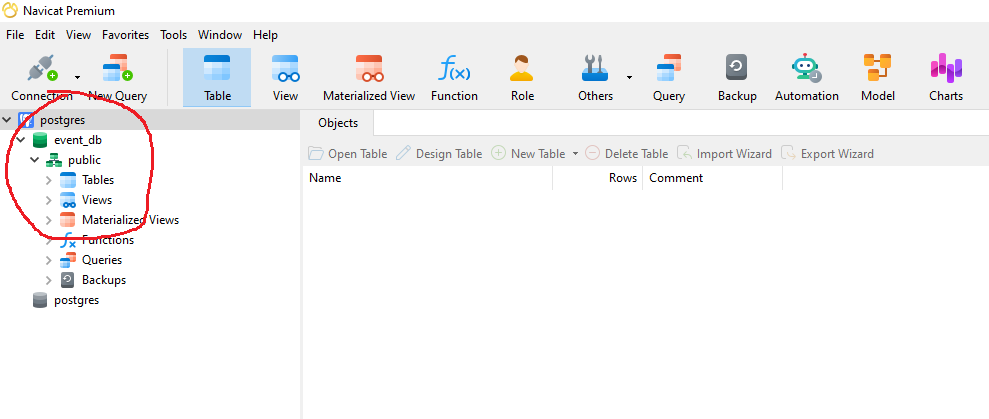 Navicat Premium
File Edit View Favorites Tools Window Help
Connection New Query Table View Materialized View Function Role Others Query Backup Automation Model Charts
postgres
Objects
event_db
public
Open Table Design Table New Table Delete Table Import Wizard Export Wizard
Tables
Name Rows Comment
Views
Materialized Views
Functions
Queries
Backups
postgres